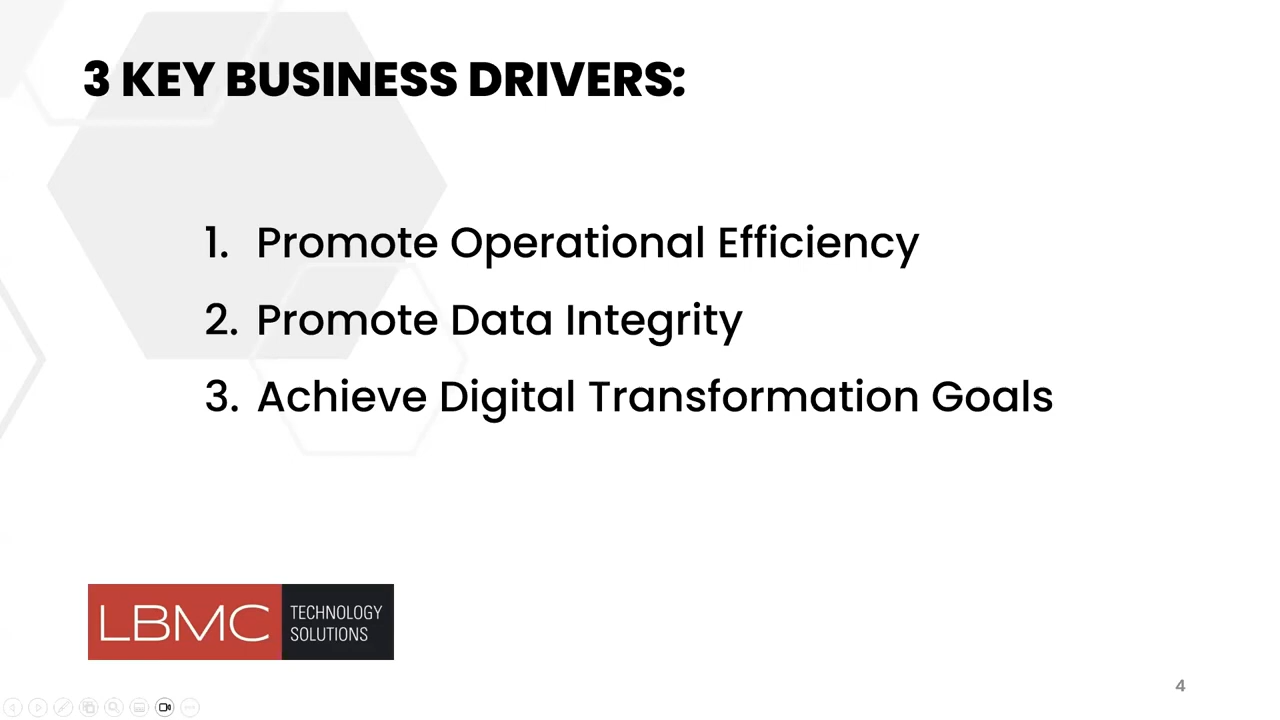 3 KEY BUSINESS DRIVERS:
1. Promote Operational Efficiency
2. Promote Data Integrity
3. Achieve Digital Transformation Goals
LBMC TECHNOLOGY
SOLUTIONS
4